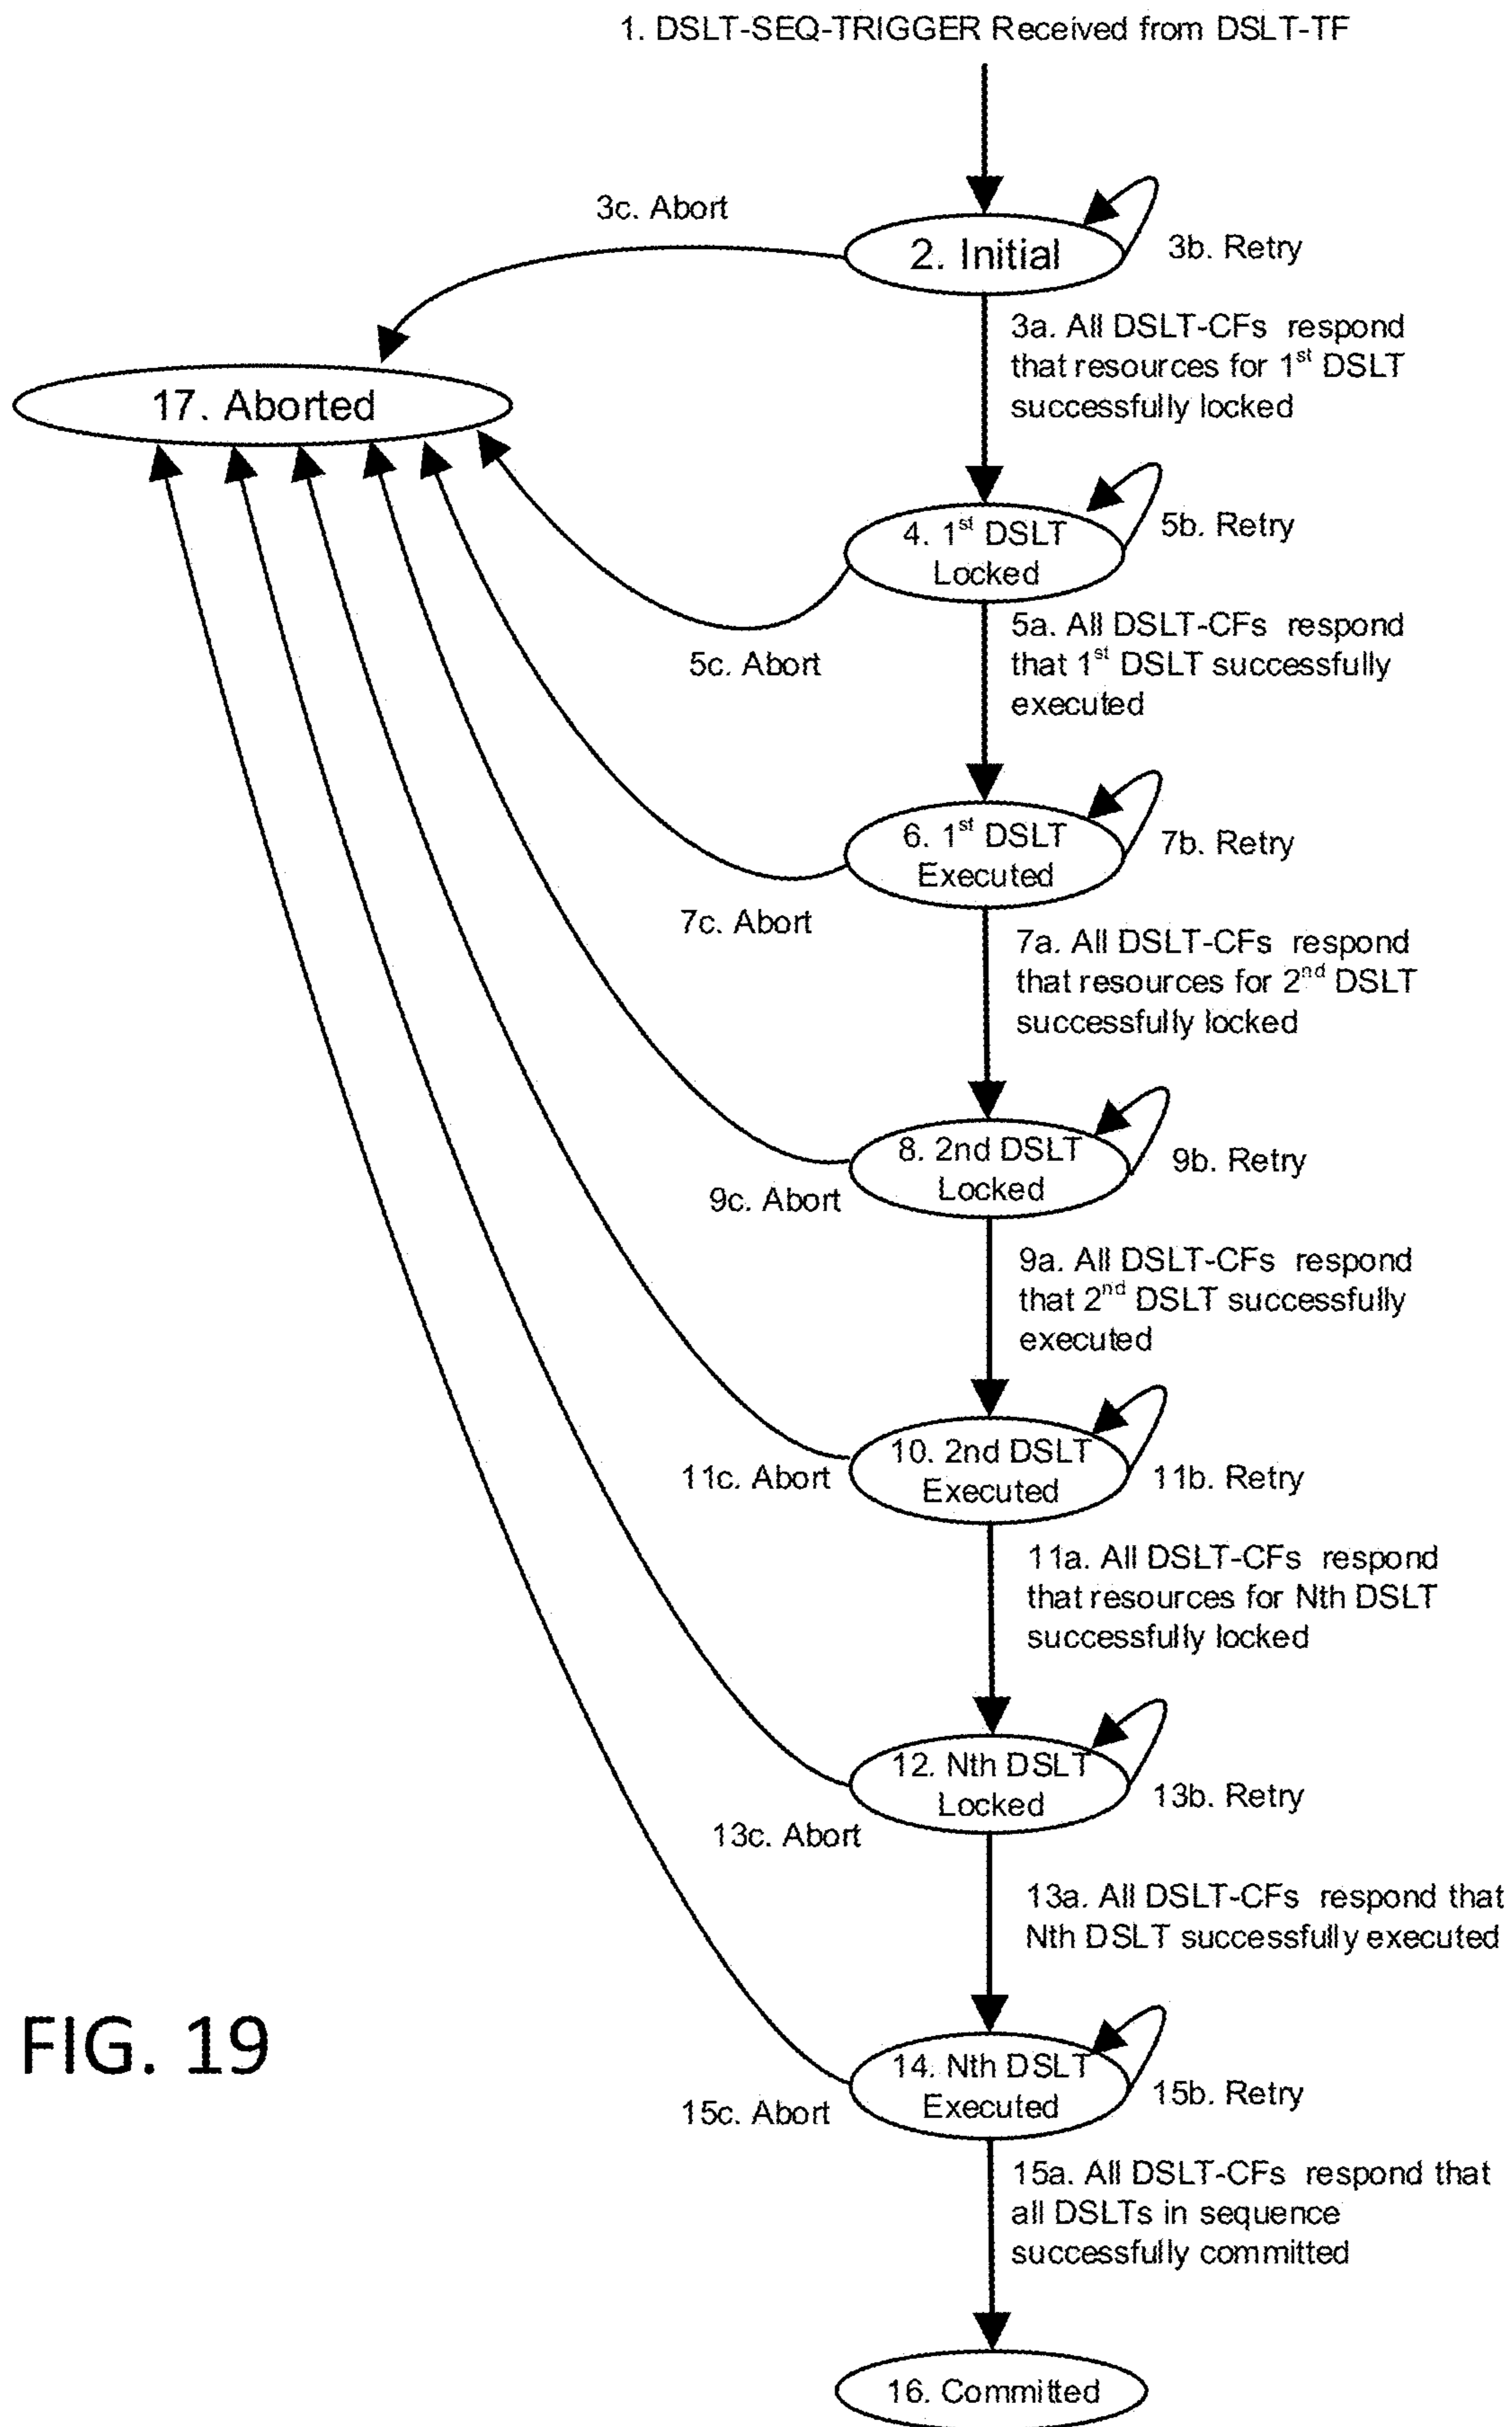 1. DSLT-SEQ-TRIGGER Received from DSLT-TF
3c. Abort
2. Initial
3b. Retry
3a. All DSLT-CFs respond
that resources for 1st DSLT
successfully locked
17. Aborted
4. 1st DSLT
Locked
5b. Retry
5a. All DSLT-CFs respond
that 1st DSLT successfully
executed
5c. Abort
6. 1st DSLT
Executed
7b. Retry
7c. Abort
7a. All DSLT-CFs respond
that resources for 2nd DSLT
successfully locked
8. 2nd DSLT
Locked
9b. Retry
9c. Abort
9a. All DSLT-CFs respond
that 2nd DSLT successfully
executed
10. 2nd DSLT
Executed
11c. Abort
11b. Retry
11a. All DSLT-CFs respond
that resources for Nth DSLT
successfully locked
12. Nth DSLT
Locked
13b. Retry
13c. Abort
13a. All DSLT-CFs respond that
Nth DSLT successfully executed
FIG. 19
14. Nth DSLT
Executed
15b. Retry
15c. Abort
15a. All DSLT-CFs respond that
all DSLTs in sequence
successfully committed
16. Committed